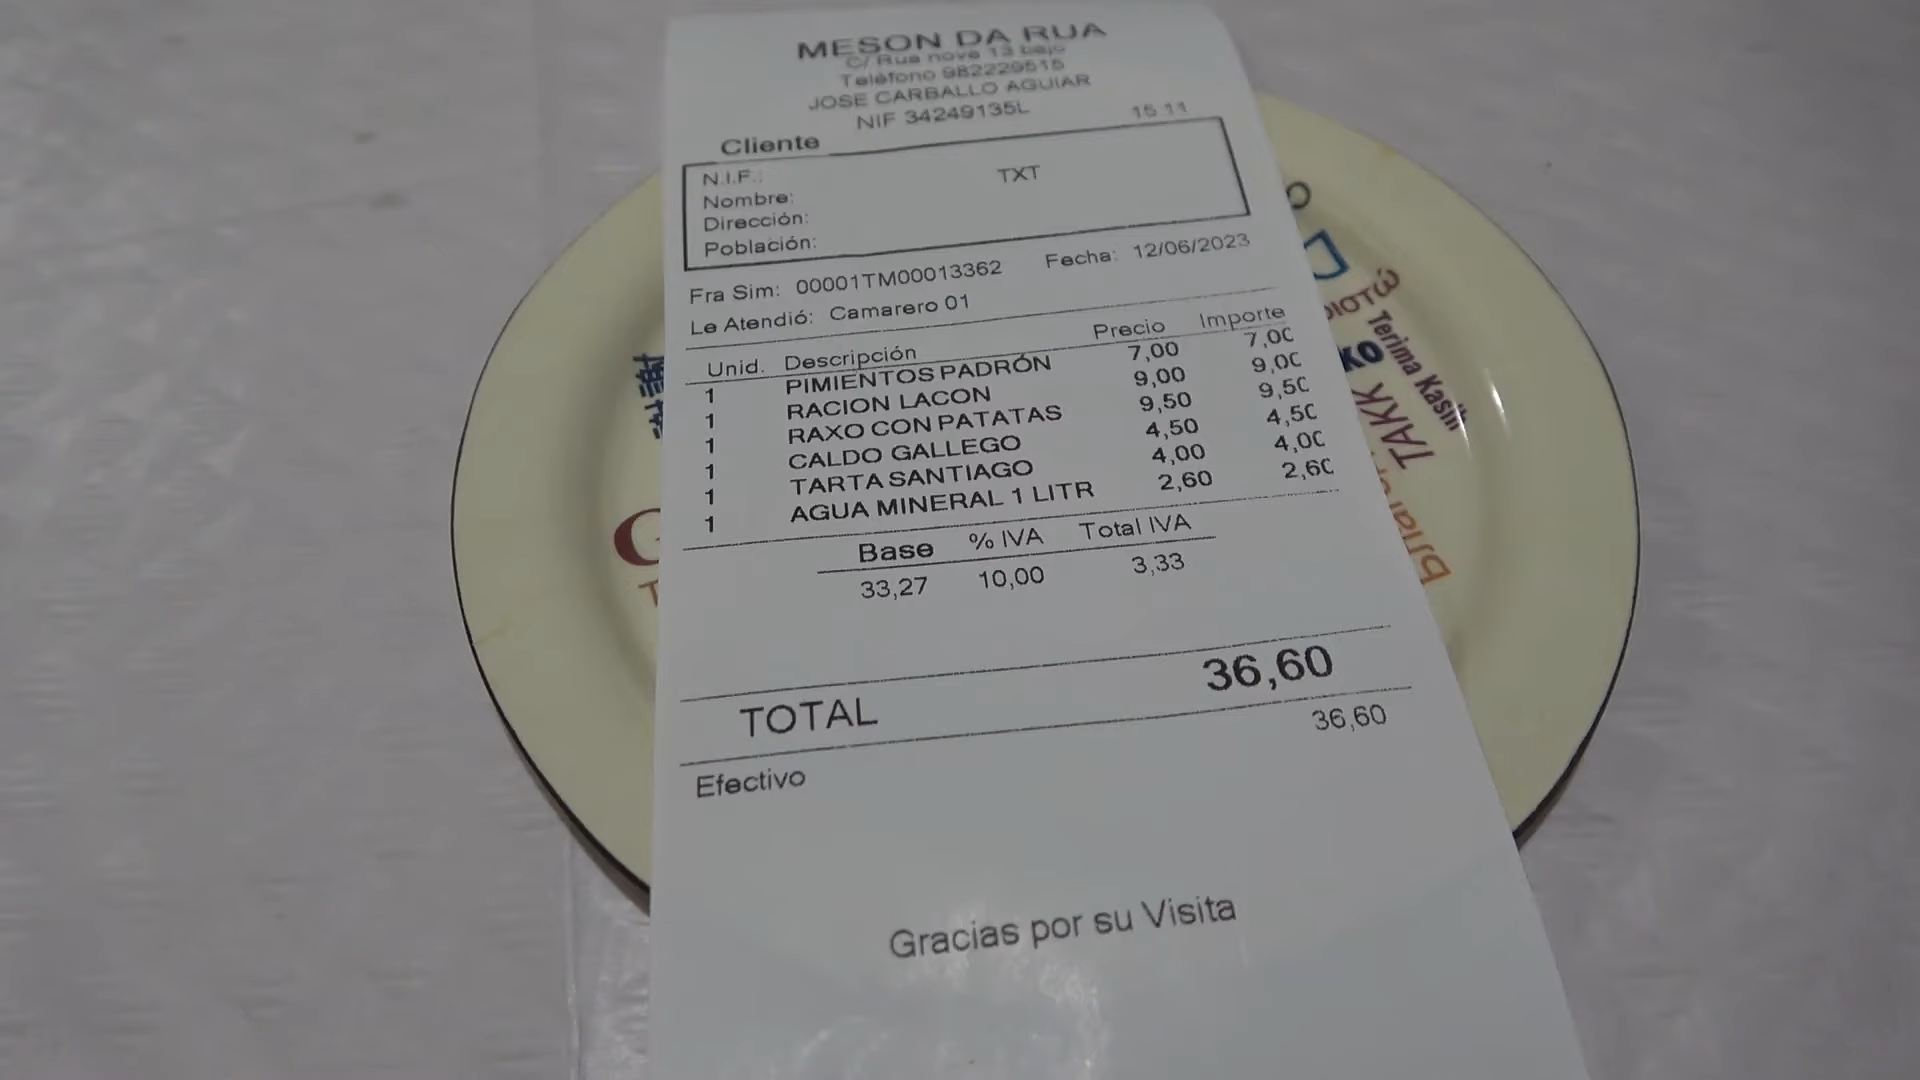 MESON DA RUA
C/ Rua nova 13 bajo
Teléfono 982229515
JOSE CARBALLO AGUIAR
NIF 34249135L
15:11
Cliente
N.I.F.: TXT
Nombre:
Dirección:
Población:
Fra Sim: 00001TM00013362 Fecha: 12/06/2023
Le Atendió: Camarero 01
Unid. Descripción Precio Importe
1 PIMIENTOS PADRÓN 7,00 7,00
1 RACION LACON 9,00 9,00
1 RAXO CON PATATAS 9,50 9,50
1 CALDO GALLEGO 4,50 4,50
1 TARTA SANTIAGO 4,00 4,00
1 AGUA MINERAL 1 LITR 2,60 2,60
Base % IVA Total IVA
33,27 10,00 3,33
TOTAL 36,60
Efectivo 36,60
Gracias por su Visita
Terima Kasih
TAKK